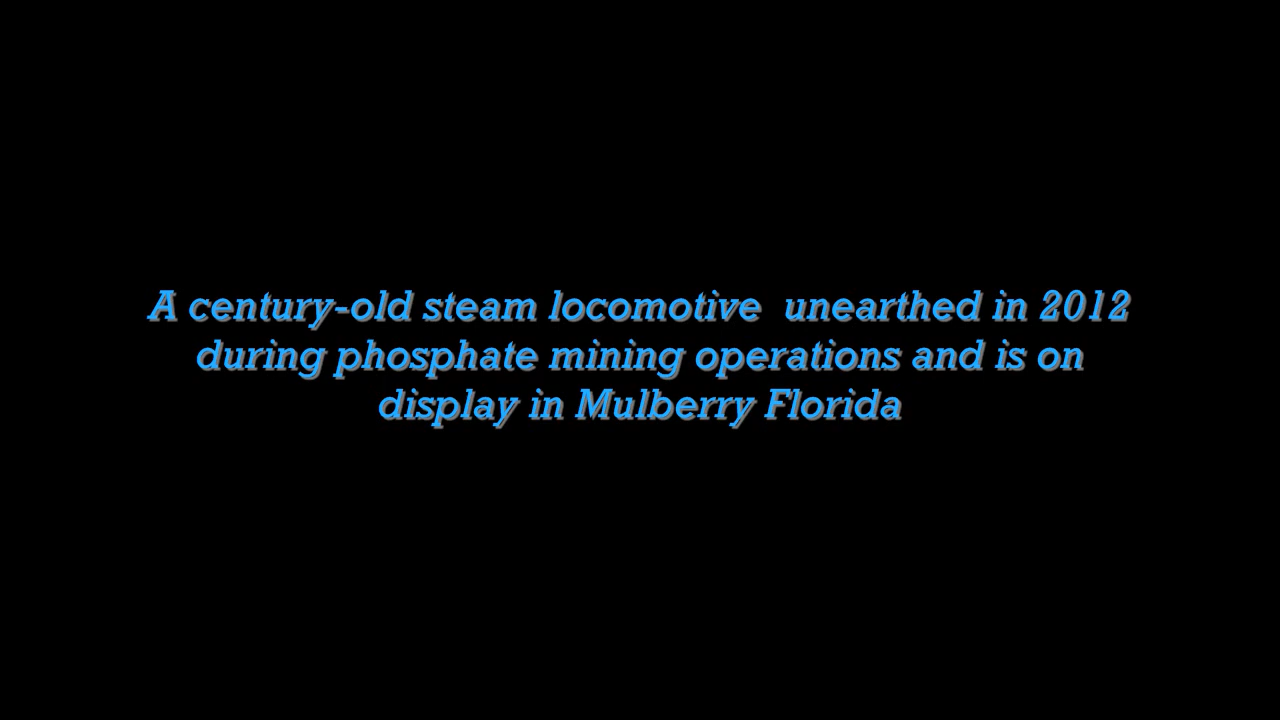 A century-old steam locomotive  unearthed in 2012
during phosphate mining operations and is on
display in Mulberry Florida